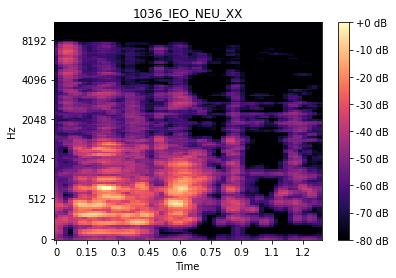 1036_IEO_NEU_XX
8192
4096
2048
1024
512
0
Hz
0 0.15 0.3 0.45 0.6 0.75 0.9 1.1 1.2
Time
+0 dB
-10 dB
-20 dB
-30 dB
-40 dB
-50 dB
-60 dB
-70 dB
-80 dB